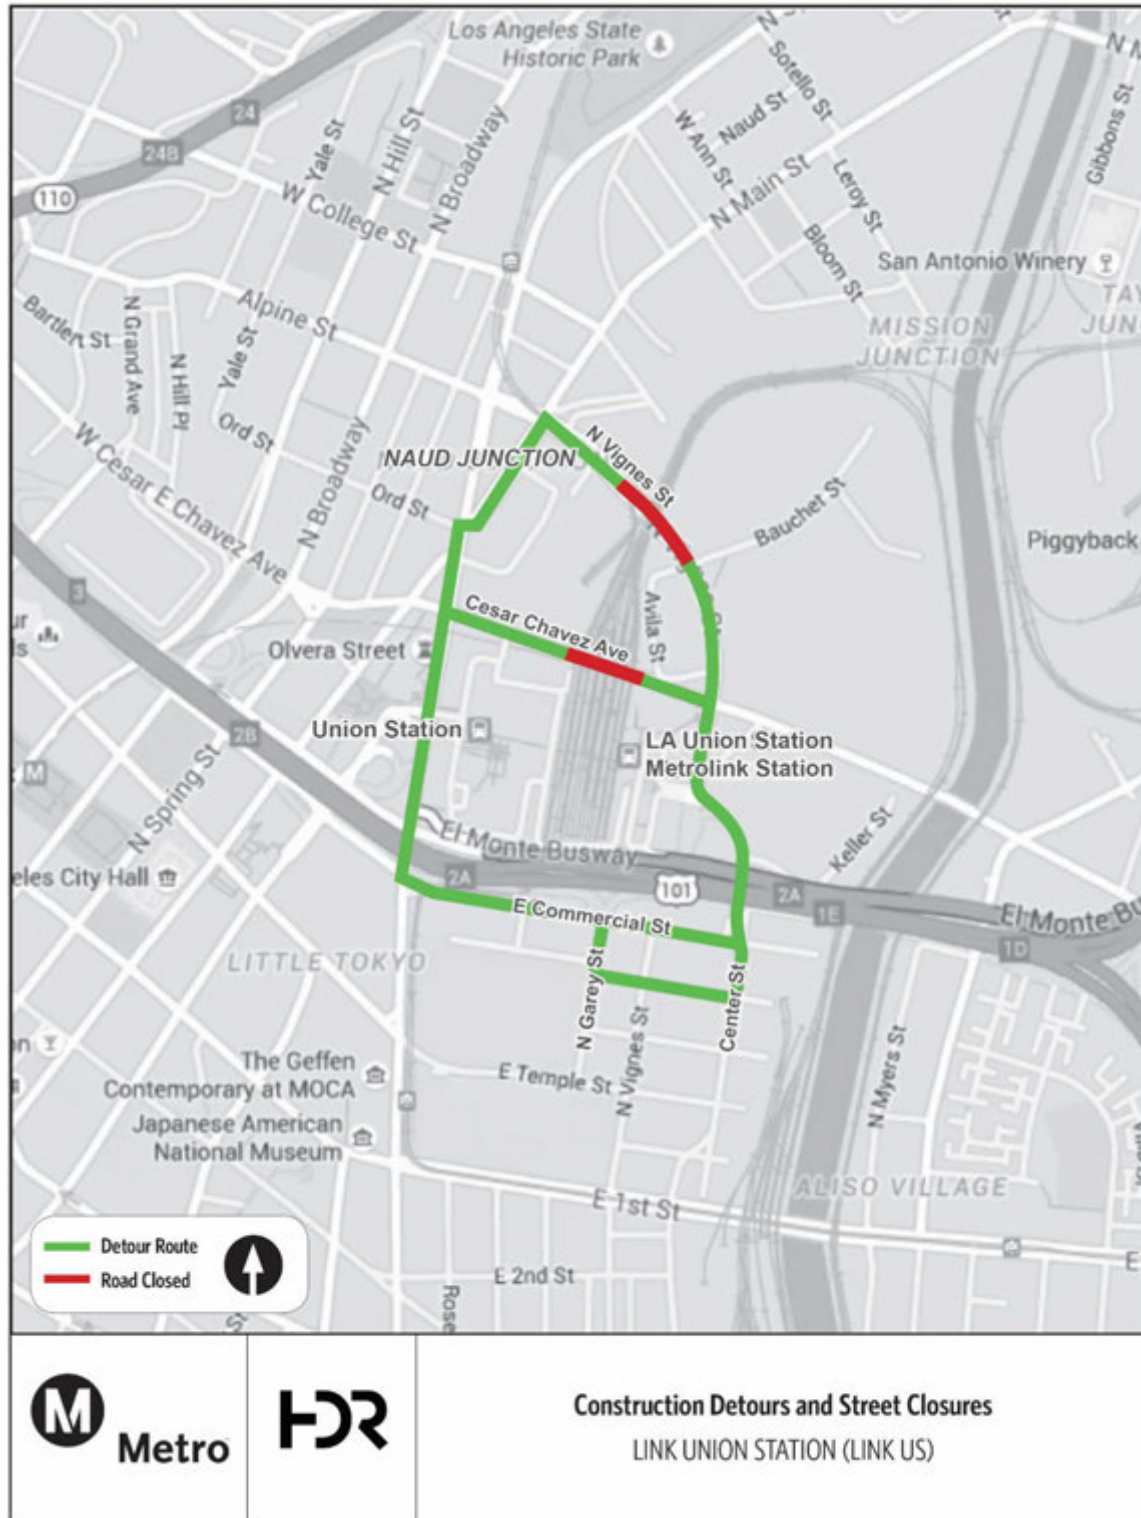 Los Angeles State
Historic Park
24
24B
110
Yale St
N Hill St
N Broadway
W College St
Sotello St
Naud St
W Ann St
Leroy St
N Main St
Bloom St
Gibbons St
San Antonio Winery
MISSION
JUNCTION
Alpine St
Bartlett St
N Grand Ave
N Hill Pl
Yale St
Ord St
W Cesar E Chavez Ave
N Broadway
NAUD JUNCTION
Ord St
N Vignes St
Bauchet St
Piggyback
3
Avila St
Cesar Chavez Ave
Olvera Street
Union Station
LA Union Station
Metrolink Station
2B
M
N Spring St
El Monte Busway
Keller St
eles City Hall
2A
101
2A
1E
El Monte Bu
1D
E Commercial St
LITTLE TOKYO
N Garey St
Center St
N Vignes St
E Temple St
N Myers St
The Geffen
Contemporary at MOCA
Japanese American
National Museum
ALISO VILLAGE
E 1st St
E 2nd St
Rose
St
Detour Route
Road Closed
M
Metro
HDR
Construction Detours and Street Closures
LINK UNION STATION (LINK US)